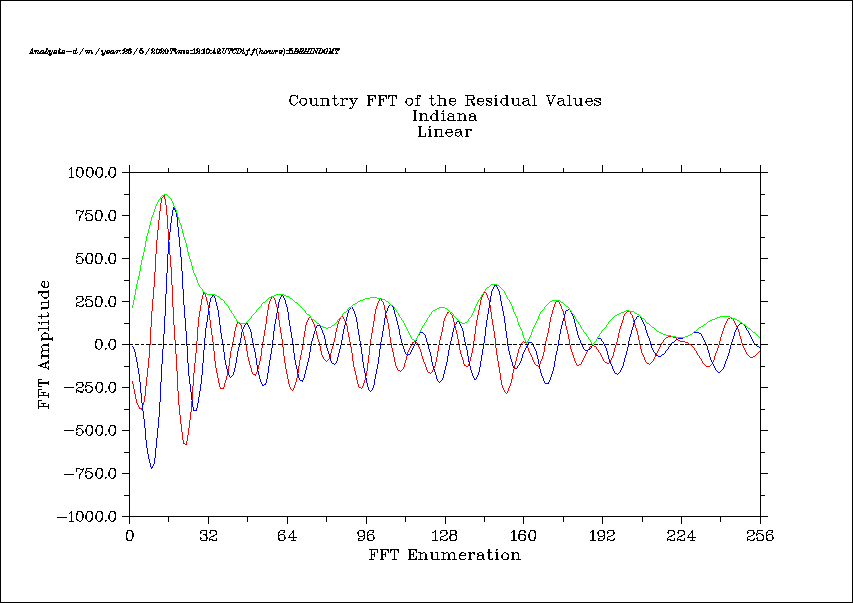 Country FFT of the Residual Values
Indiana
Linear
1000.0
750.0
500.0
250.0
0.0
−250.0
−500.0
−750.0
−1000.0
FFT Amplitude
0 32 64 96 128 160 192 224 256
FFT Enumeration